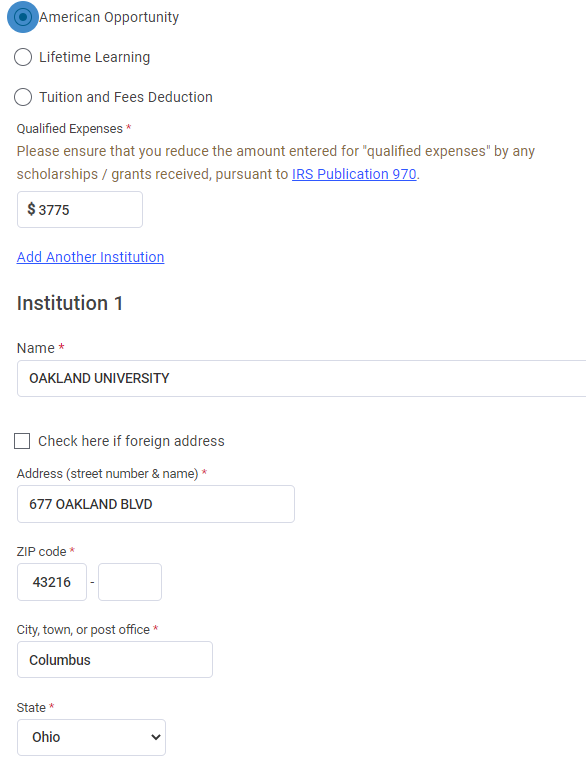 American Opportunity
Lifetime Learning
Tuition and Fees Deduction
Qualified Expenses *
Please ensure that you reduce the amount entered for "qualified expenses" by any
scholarships / grants received, pursuant to IRS Publication 970.
$ 3775
Add Another Institution
Institution 1
Name *
OAKLAND UNIVERSITY
Check here if foreign address
Address (street number & name) *
677 OAKLAND BLVD
ZIP code *
43216 -
City, town, or post office *
Columbus
State *
Ohio